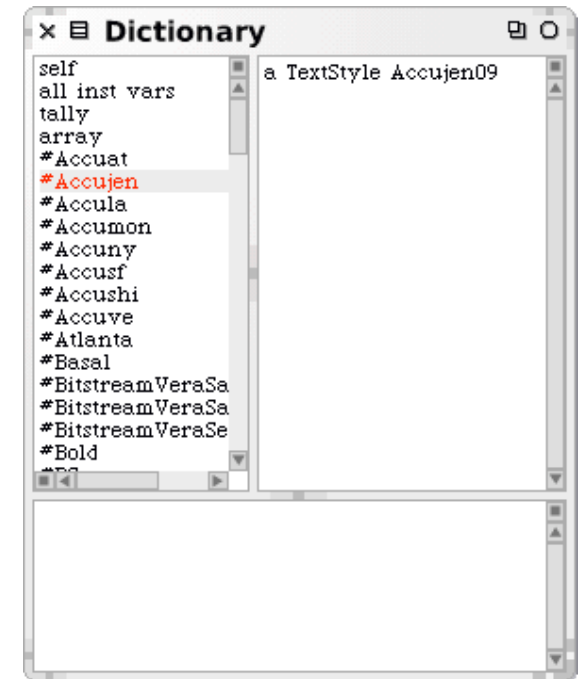 Dictionary
self
all inst vars
tally
array
#Accuat
#Accujen
#Accula
#Accumon
#Accuny
#Accusf
#Accushi
#Accuve
#Atlanta
#Basal
#BitstreamVeraSa
#BitstreamVeraSa
#BitstreamVeraSe
#Bold
a TextStyle Accujen09